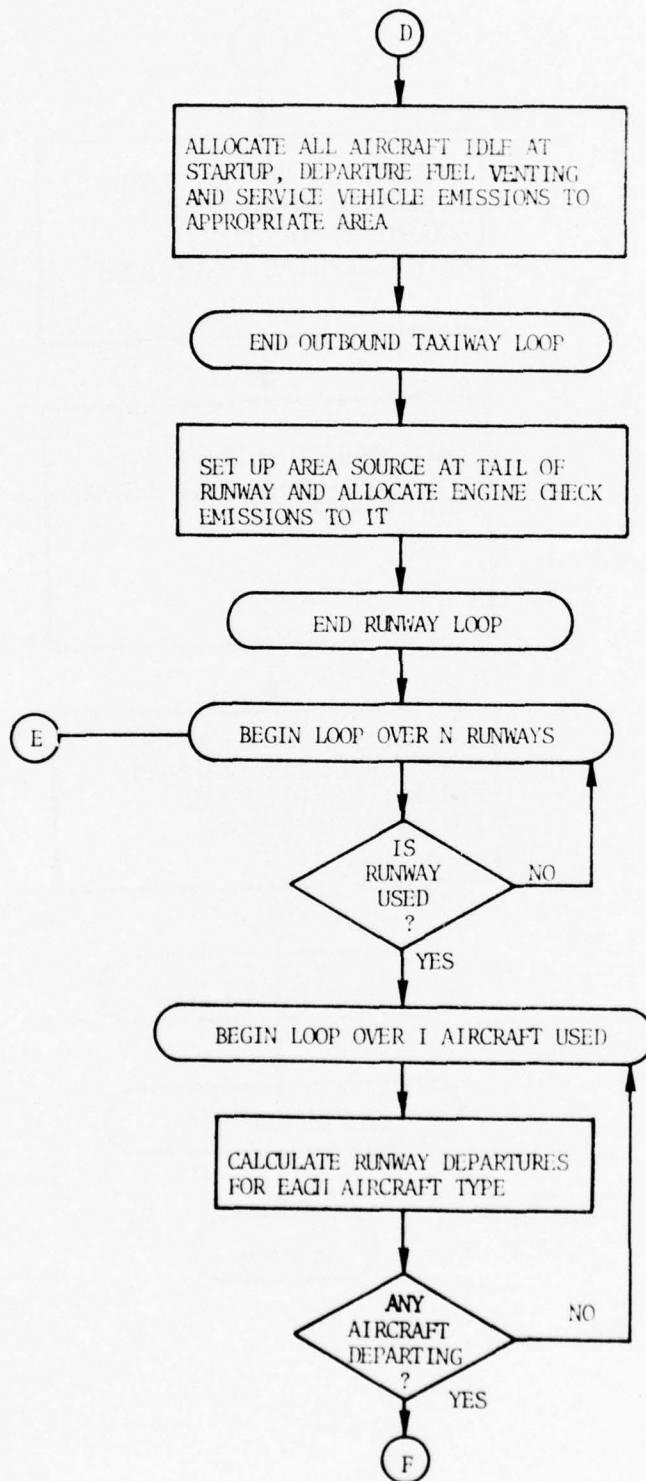 D
ALLOCATE ALL AIRCRAFT IDLE AT
STARTUP, DEPARTURE FUEL VENTING
AND SERVICE VEHICLE EMISSIONS TO
APPROPRIATE AREA
END OUTBOUND TAXIWAY LOOP
SET UP AREA SOURCE AT TAIL OF
RUNWAY AND ALLOCATE ENGINE CHECK
EMISSIONS TO IT
END RUNWAY LOOP
E
BEGIN LOOP OVER N RUNWAYS
IS
RUNWAY
USED
?
NO
YES
BEGIN LOOP OVER I AIRCRAFT USED
CALCULATE RUNWAY DEPARTURES
FOR EACH AIRCRAFT TYPE
ANY
AIRCRAFT
DEPARTING
?
NO
YES
F